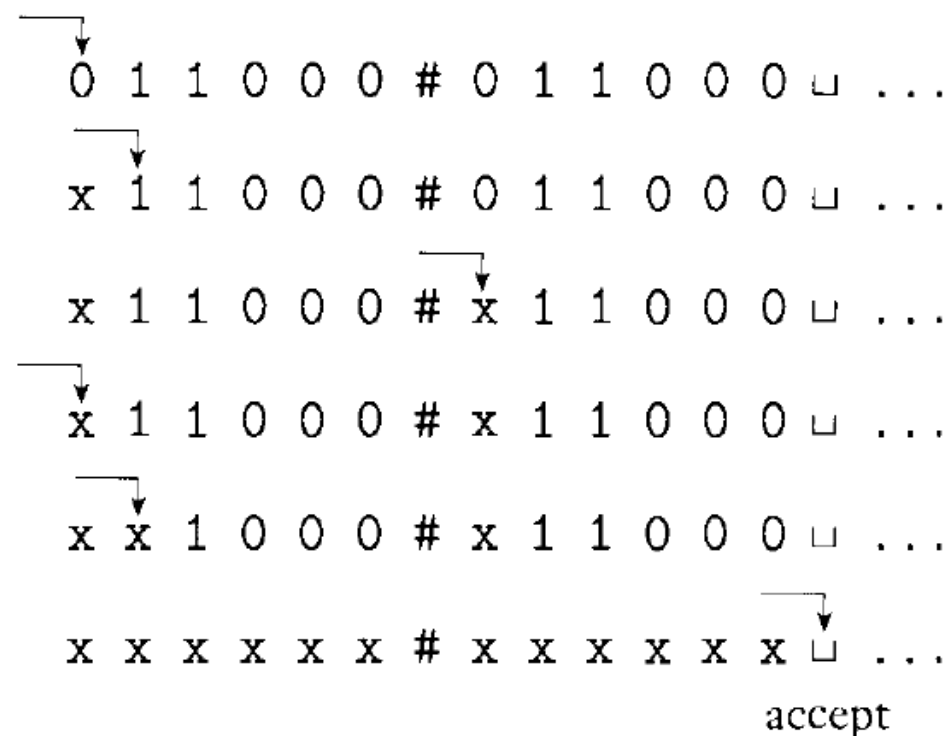 0 1 1 0 0 0 # 0 1 1 0 0 0 ␣ ...
x 1 1 0 0 0 # 0 1 1 0 0 0 ␣ ...
x 1 1 0 0 0 # x 1 1 0 0 0 ␣ ...
x 1 1 0 0 0 # x 1 1 0 0 0 ␣ ...
x x 1 0 0 0 # x 1 1 0 0 0 ␣ ...
x x x x x x # x x x x x x ␣ ...
accept